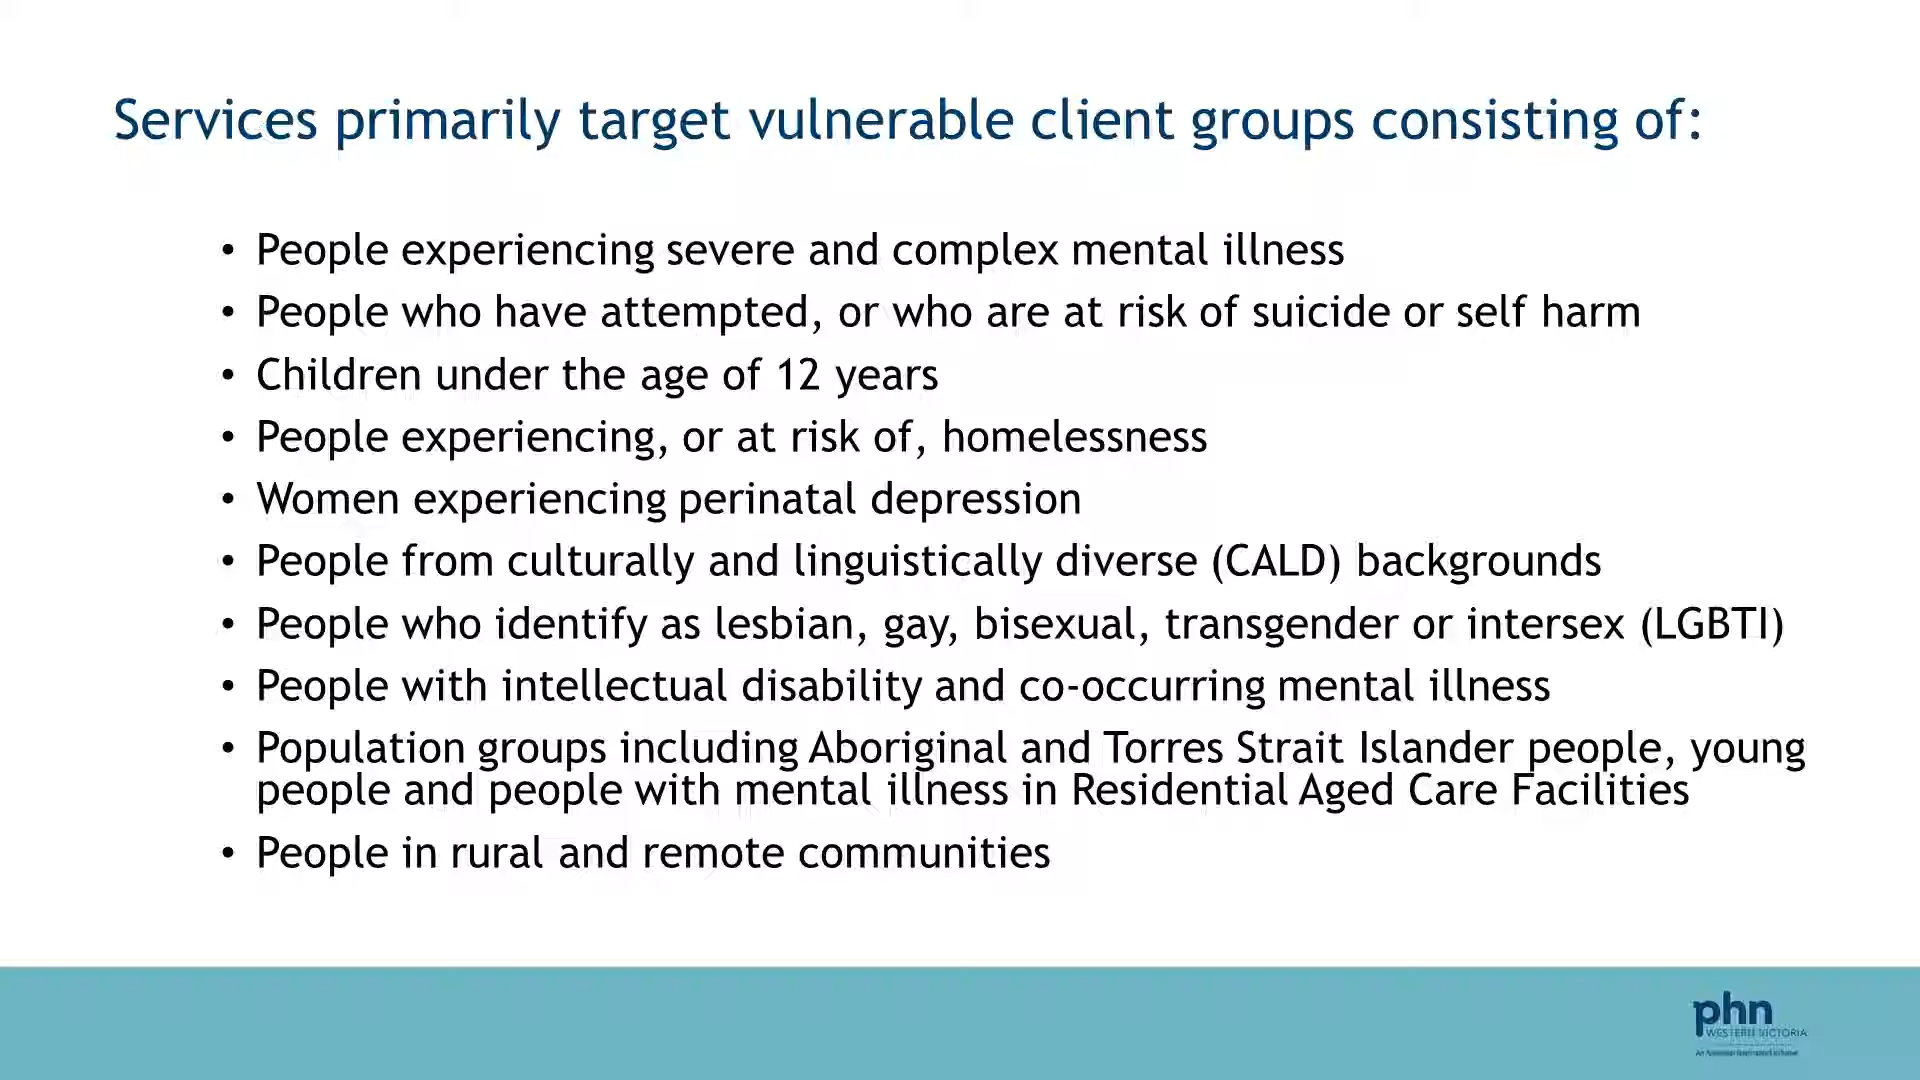 Services primarily target vulnerable client groups consisting of:
• People experiencing severe and complex mental illness
• People who have attempted, or who are at risk of suicide or self harm
• Children under the age of 12 years
• People experiencing, or at risk of, homelessness
• Women experiencing perinatal depression
• People from culturally and linguistically diverse (CALD) backgrounds
• People who identify as lesbian, gay, bisexual, transgender or intersex (LGBTI)
• People with intellectual disability and co-occurring mental illness
• Population groups including Aboriginal and Torres Strait Islander people, young
people and people with mental illness in Residential Aged Care Facilities
• People in rural and remote communities
phn
WESTERN VICTORIA
An Australian Government Initiative